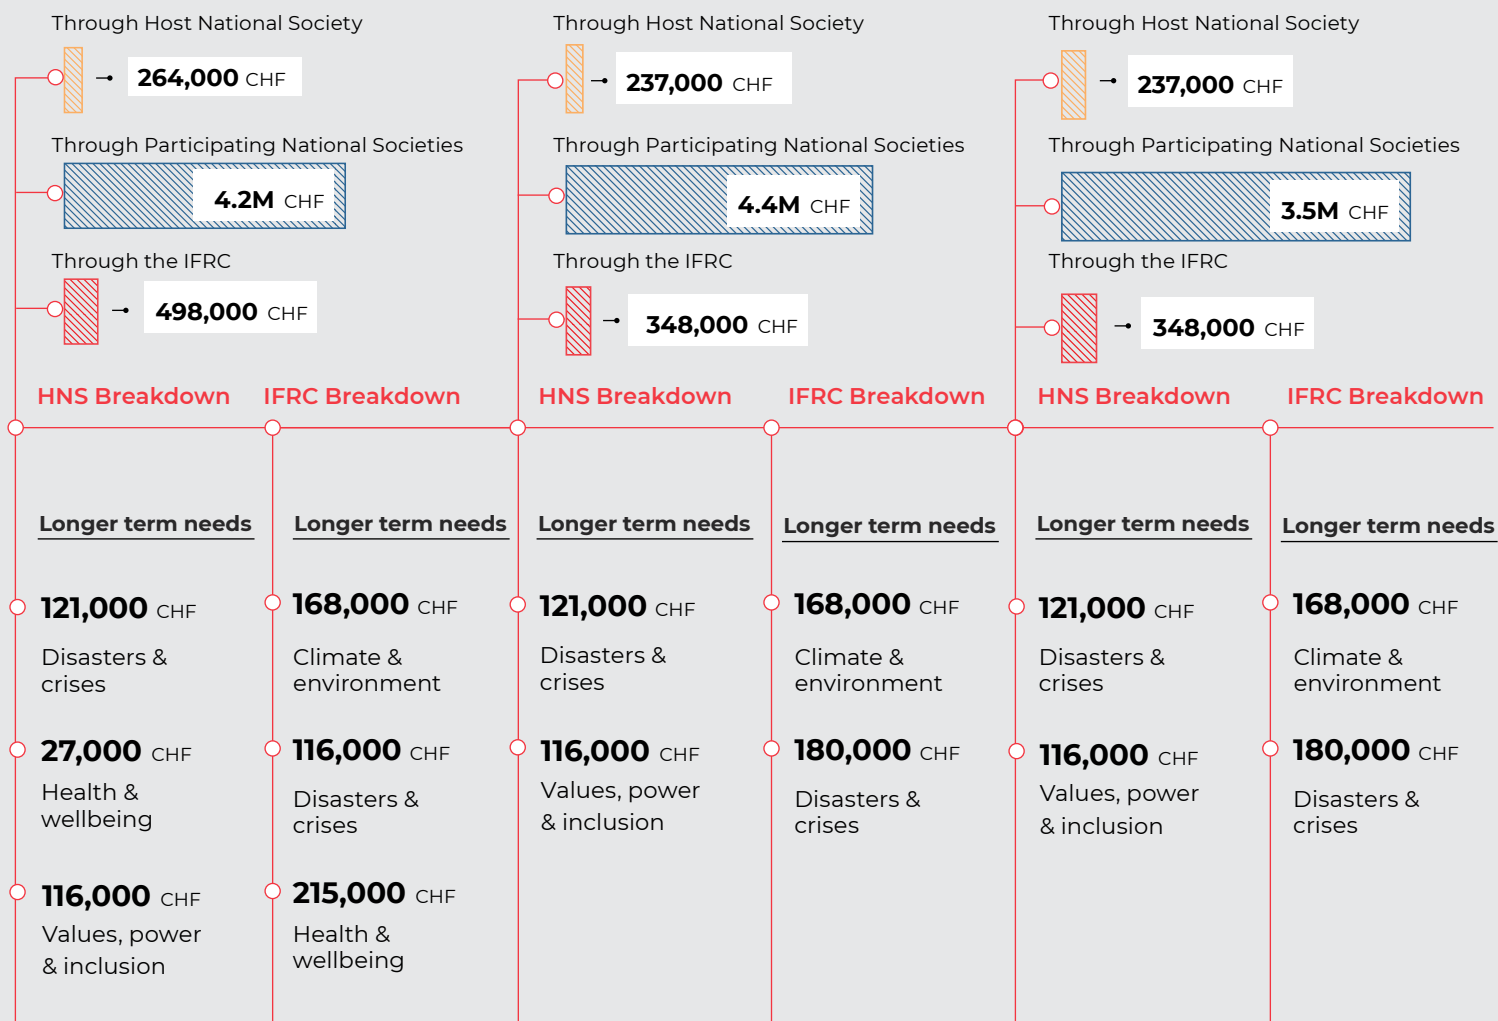 Through Host National Society
264,000 CHF
Through Participating National Societies
4.2M CHF
Through the IFRC
498,000 CHF
HNS Breakdown
IFRC Breakdown
Longer term needs
121,000 CHF
Disasters &
crises
27,000 CHF
Health &
wellbeing
116,000 CHF
Values, power
& inclusion
Longer term needs
168,000 CHF
Climate &
environment
116,000 CHF
Disasters &
crises
215,000 CHF
Health &
wellbeing
Through Host National Society
237,000 CHF
Through Participating National Societies
4.4M CHF
Through the IFRC
348,000 CHF
HNS Breakdown
IFRC Breakdown
Longer term needs
121,000 CHF
Disasters &
crises
116,000 CHF
Values, power
& inclusion
Longer term needs
168,000 CHF
Climate &
environment
180,000 CHF
Disasters &
crises
Through Host National Society
237,000 CHF
Through Participating National Societies
3.5M CHF
Through the IFRC
348,000 CHF
HNS Breakdown
IFRC Breakdown
Longer term needs
121,000 CHF
Disasters &
crises
116,000 CHF
Values, power
& inclusion
Longer term needs
168,000 CHF
Climate &
environment
180,000 CHF
Disasters &
crises